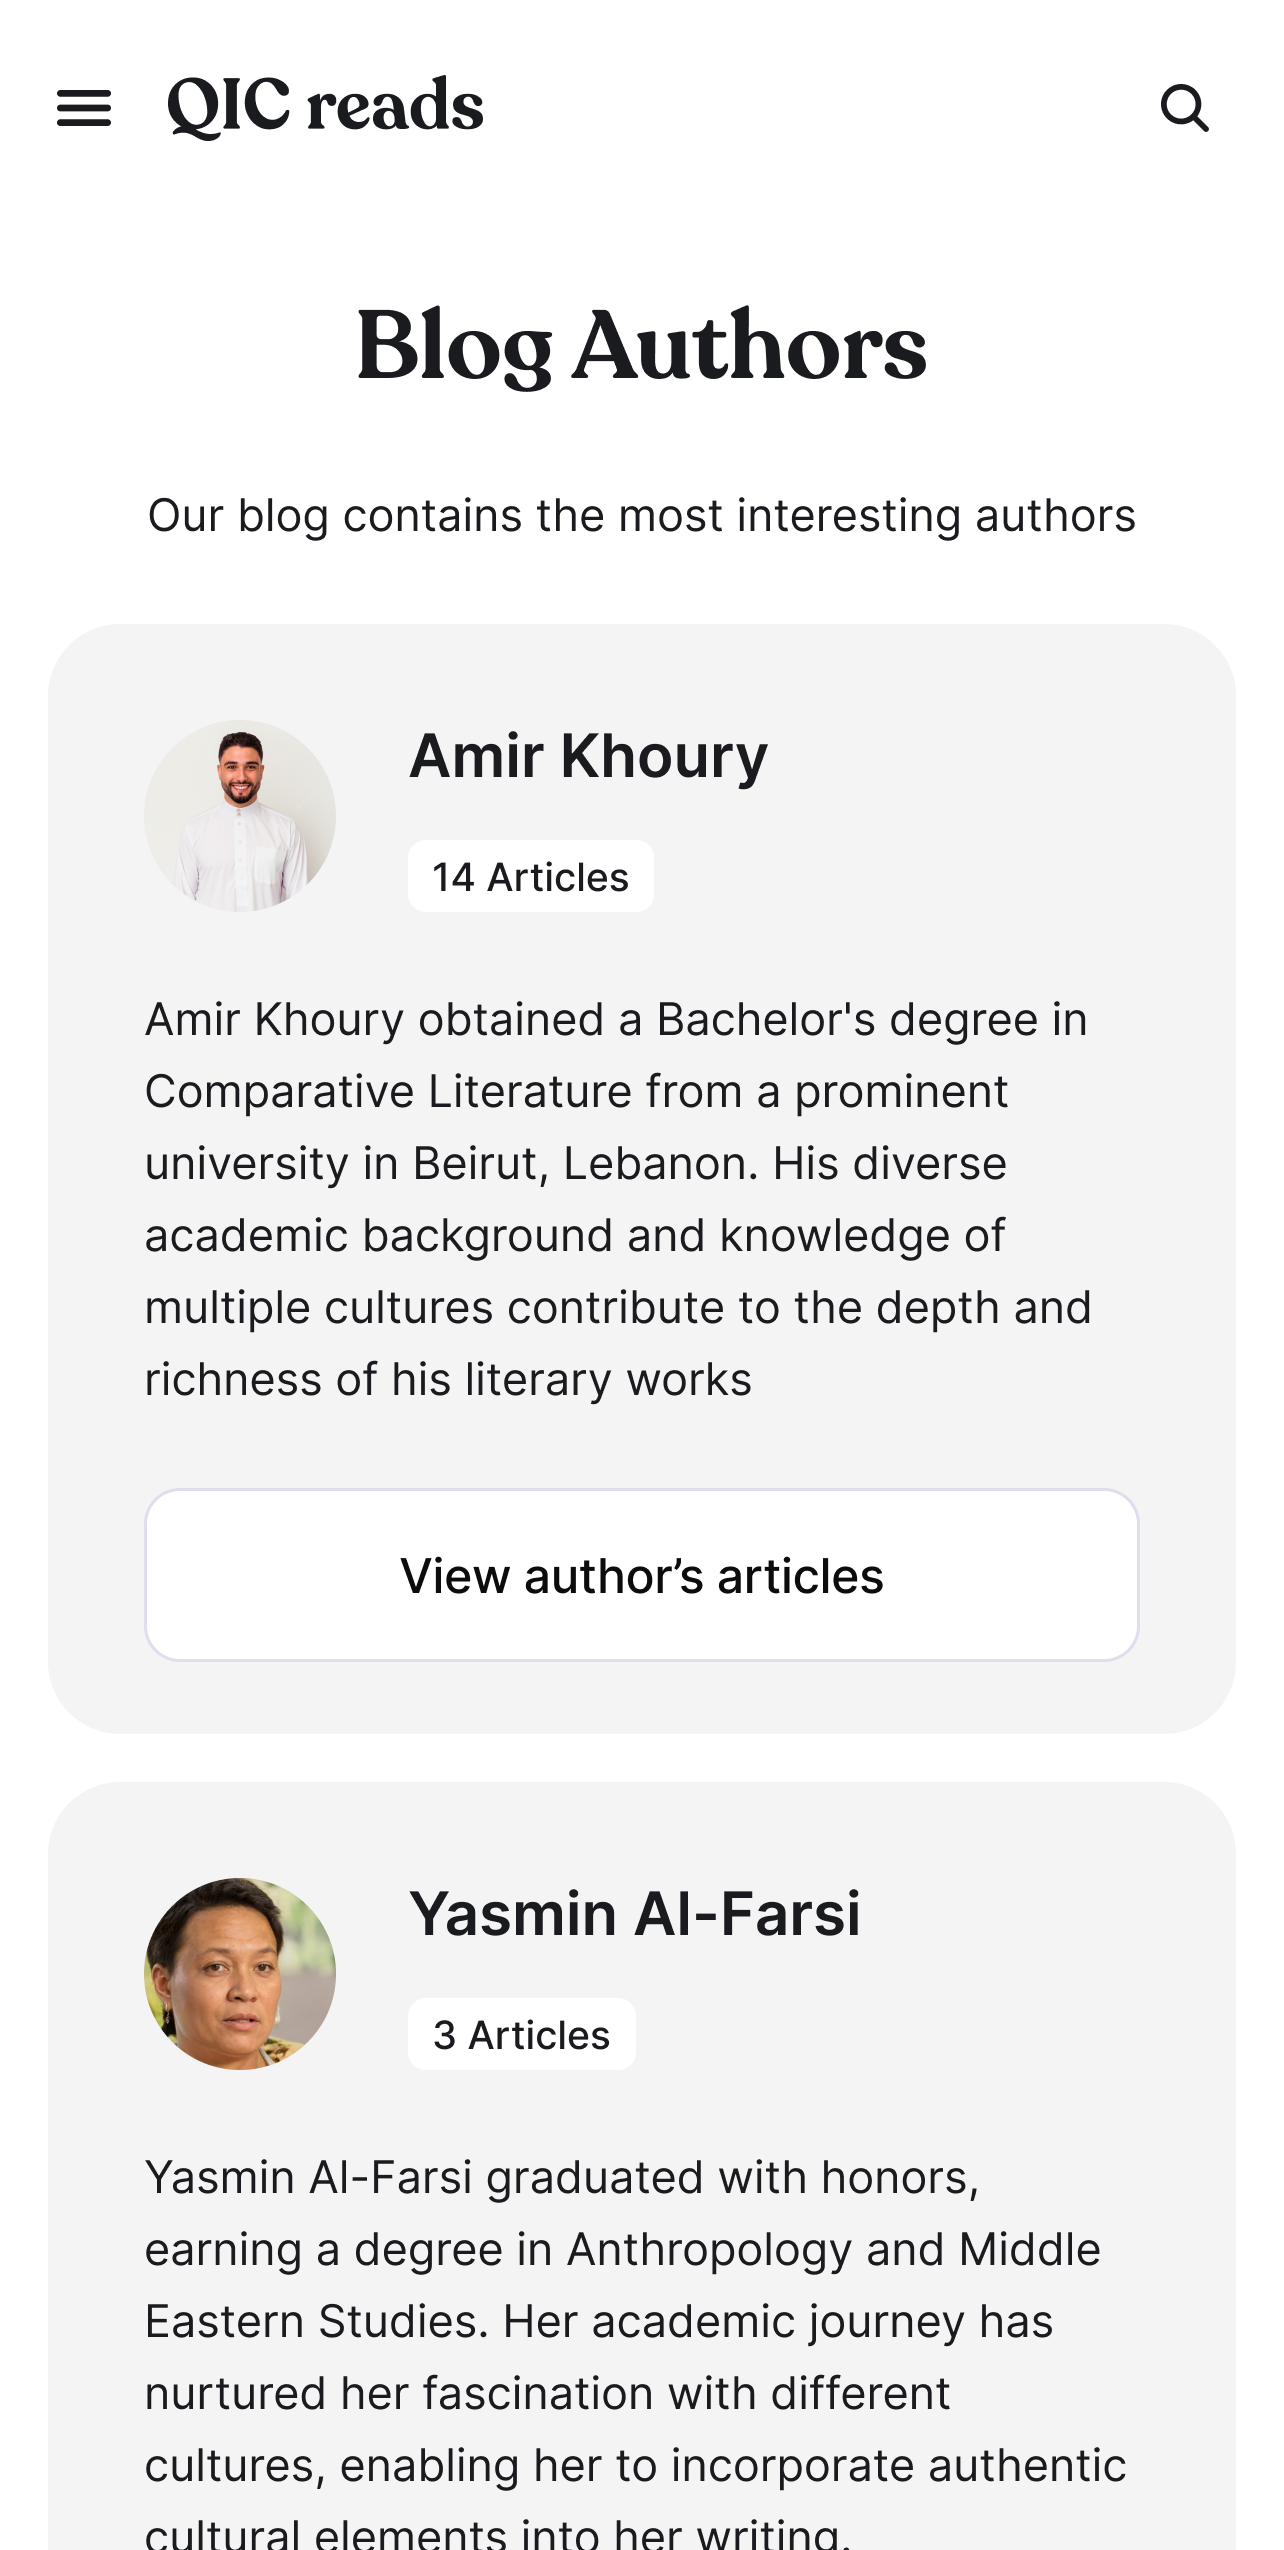 QIC reads
Blog Authors
Our blog contains the most interesting authors
Amir Khoury
14 Articles
Amir Khoury obtained a Bachelor's degree in
Comparative Literature from a prominent
university in Beirut, Lebanon. His diverse
academic background and knowledge of
multiple cultures contribute to the depth and
richness of his literary works
View author’s articles
Yasmin Al-Farsi
3 Articles
Yasmin Al-Farsi graduated with honors,
earning a degree in Anthropology and Middle
Eastern Studies. Her academic journey has
nurtured her fascination with different
cultures, enabling her to incorporate authentic
cultural elements into her writing.